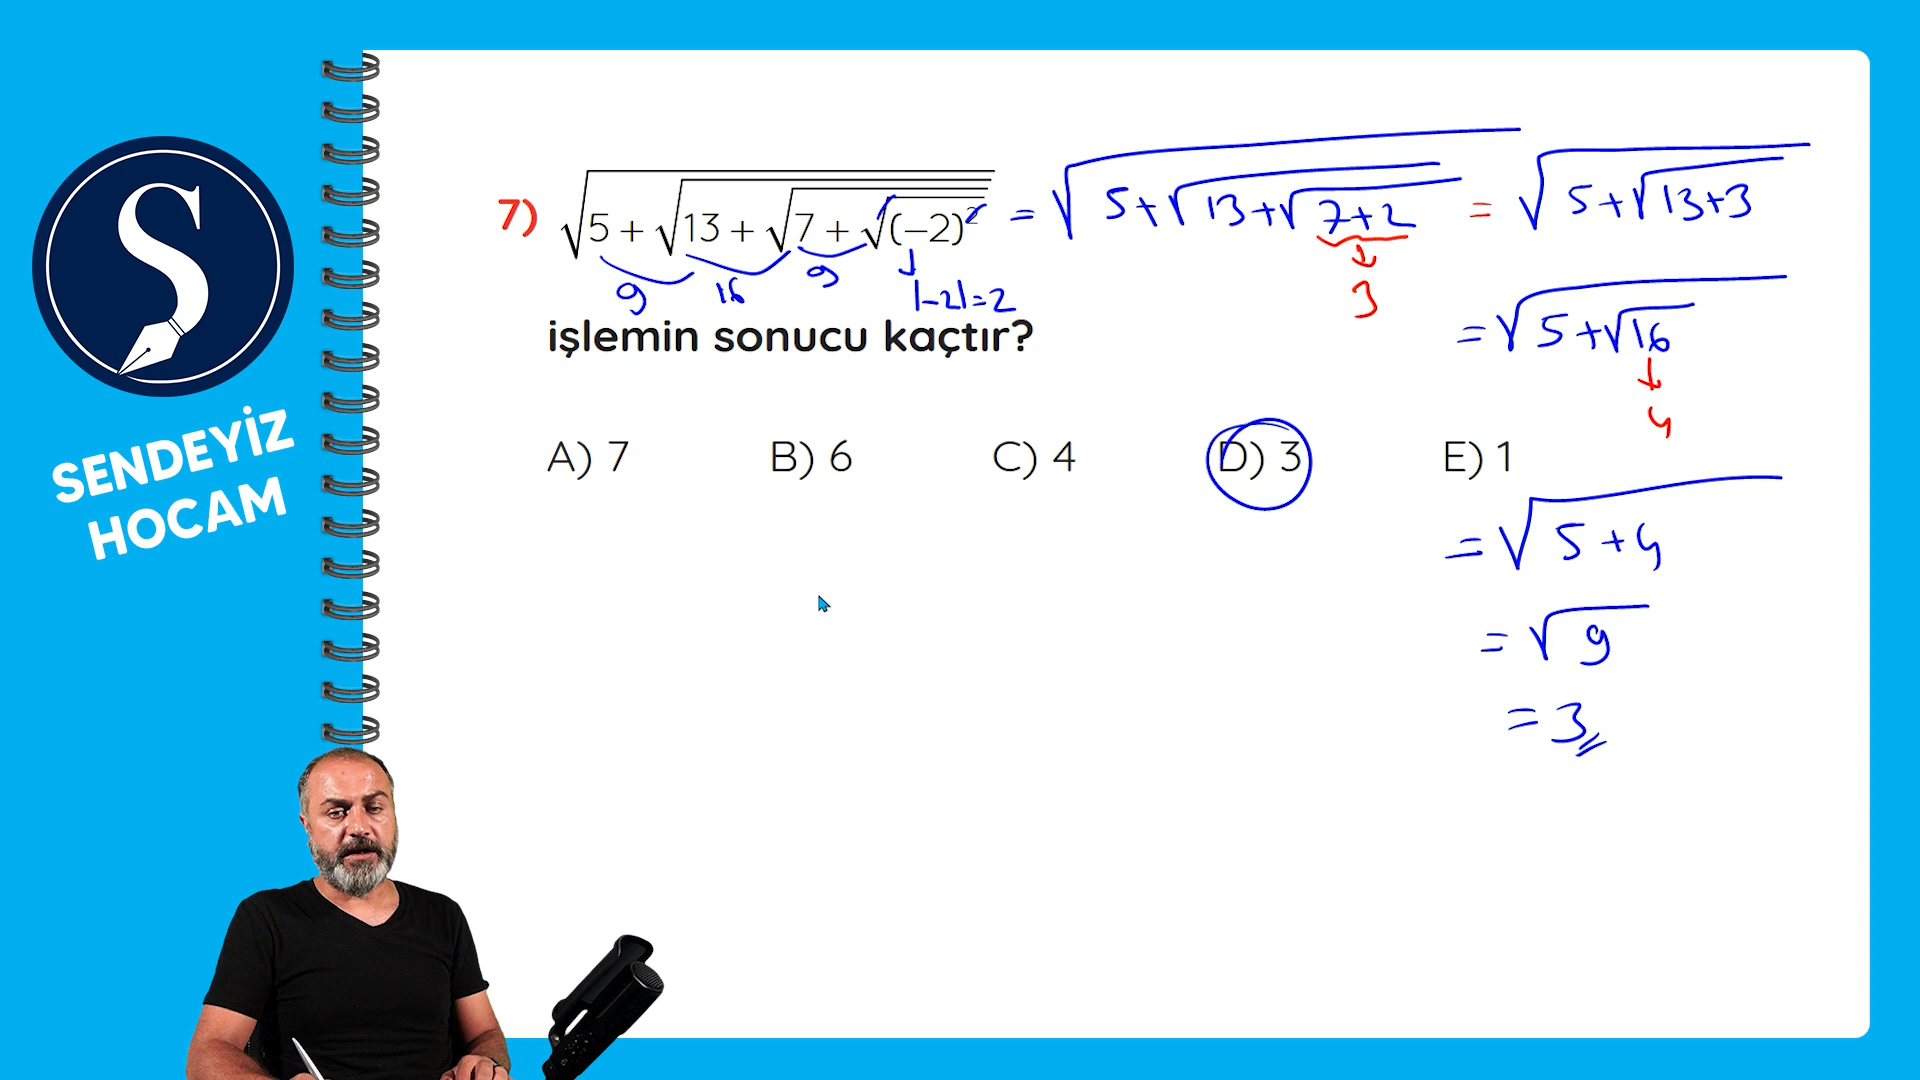 S
SENDEYİZ
HOCAM
7) √(5 + √(13 + √(7 + √((−2)²)))) = √(5+√(13+√(7+2))) = √(5+√(13+3))
9 16 9 |-2|=2
3
işlemin sonucu kaçtır?
=√(5+√16)
4
A) 7 B) 6 C) 4 D) 3 E) 1
=√(5+4)
=√9
=3